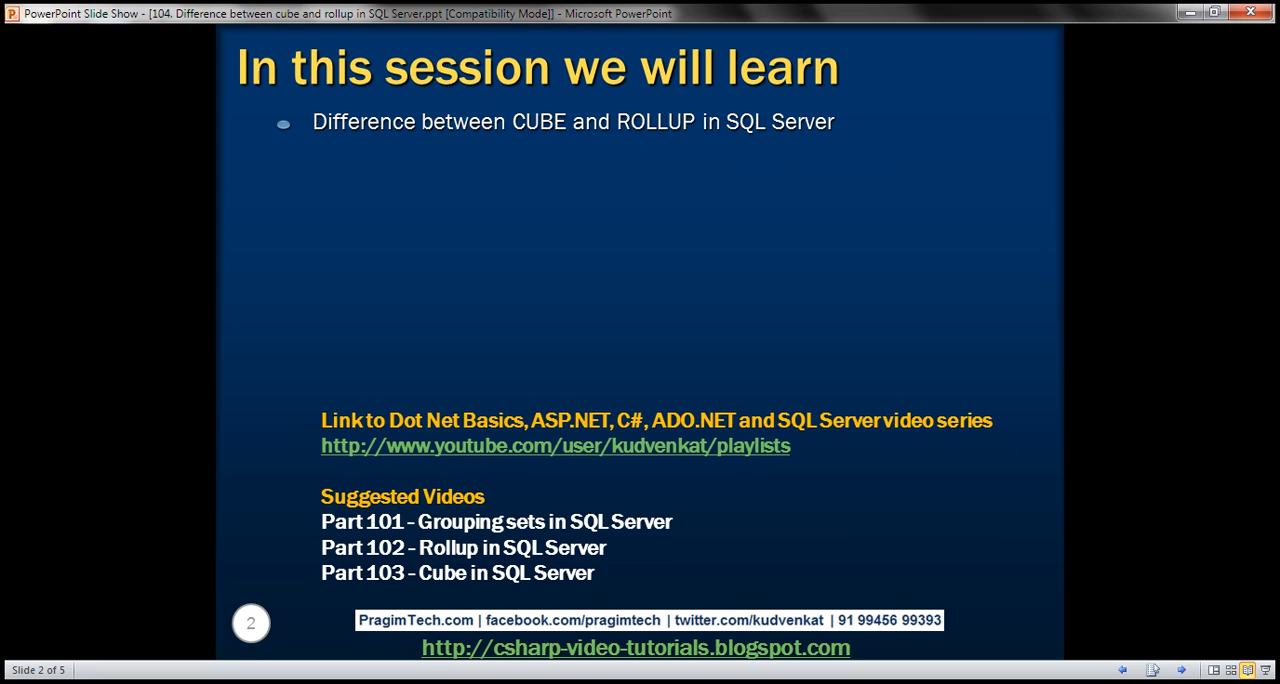 PowerPoint Slide Show - [104. Difference between cube and rollup in SQL Server.ppt [Compatibility Mode]] - Microsoft PowerPoint
In this session we will learn
Difference between CUBE and ROLLUP in SQL Server
Link to Dot Net Basics, ASP.NET, C#, ADO.NET and SQL Server video series
http://www.youtube.com/user/kudvenkat/playlists
Suggested Videos
Part 101 - Grouping sets in SQL Server
Part 102 - Rollup in SQL Server
Part 103 - Cube in SQL Server
2
PragimTech.com | facebook.com/pragimtech | twitter.com/kudvenkat | 91 99456 99393
http://csharp-video-tutorials.blogspot.com
Slide 2 of 5